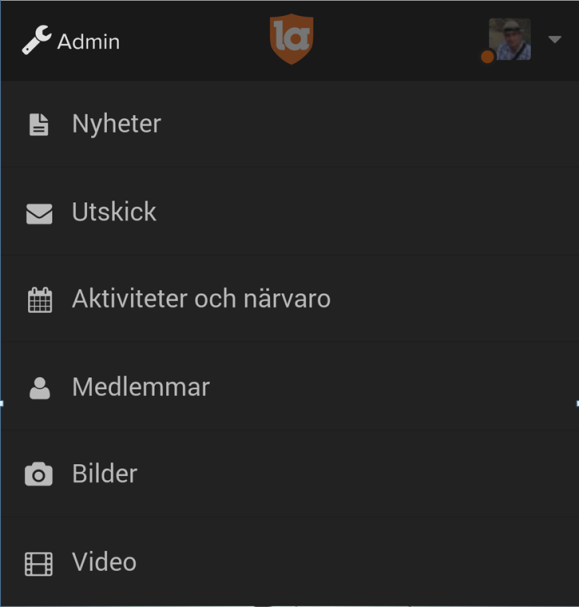 Admin
la
Nyheter
Utskick
Aktiviteter och närvaro
Medlemmar
Bilder
Video